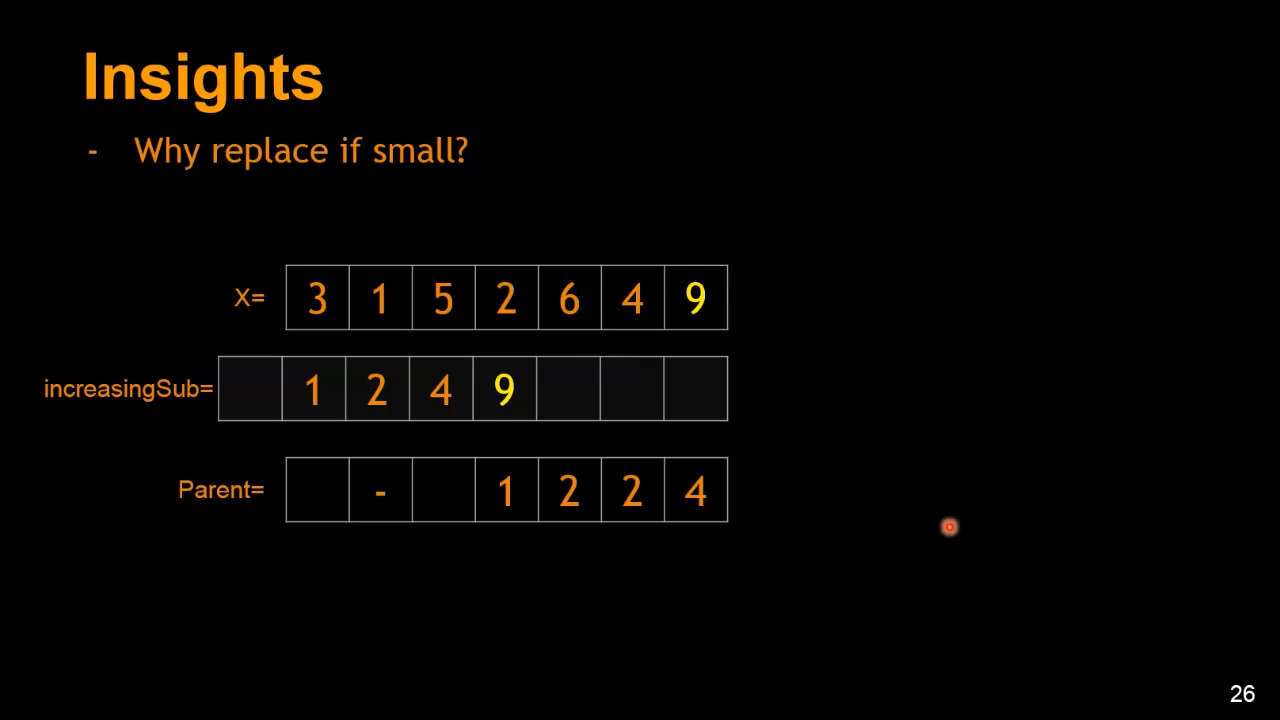 Insights
- Why replace if small?
X= 3 1 5 2 6 4 9
increasingSub= 1 2 4 9
Parent= - 1 2 2 4
26